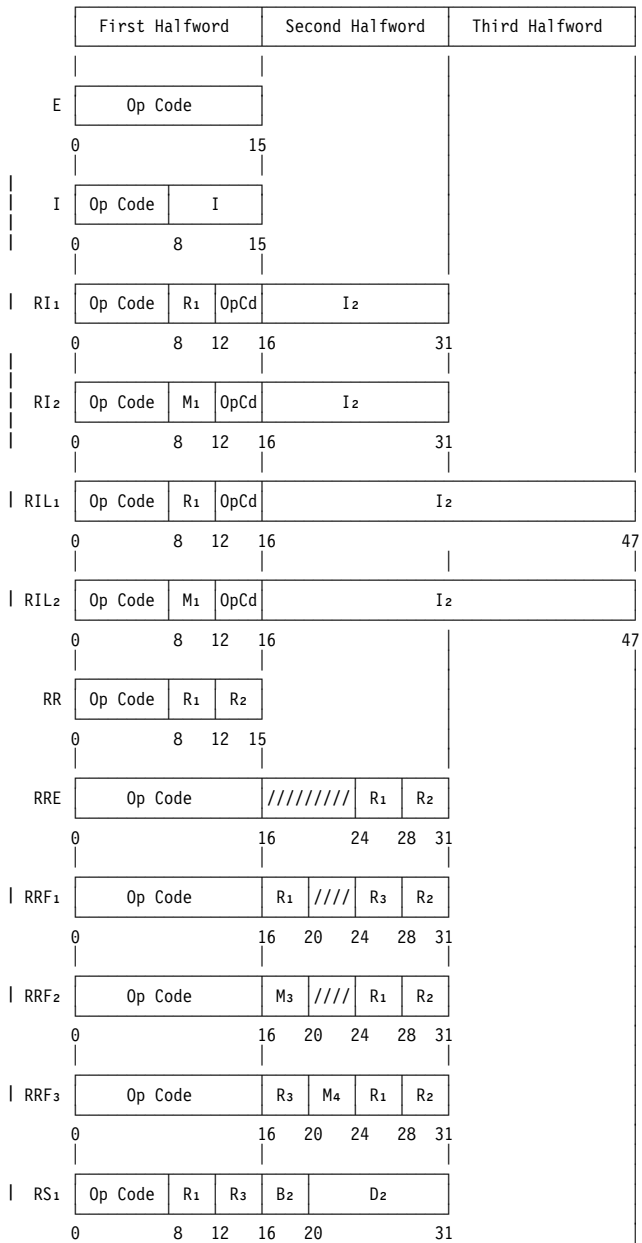 First Halfword Second Halfword Third Halfword
E Op Code
0 15
I Op Code I
0 8 15
RI₁ Op Code R₁ OpCd I₂
0 8 12 16 31
RI₂ Op Code M₁ OpCd I₂
0 8 12 16 31
RIL₁ Op Code R₁ OpCd I₂
0 8 12 16 47
RIL₂ Op Code M₁ OpCd I₂
0 8 12 16 47
RR Op Code R₁ R₂
0 8 12 15
RRE Op Code ///////// R₁ R₂
0 16 24 28 31
RRF₁ Op Code R₁ //// R₃ R₂
0 16 20 24 28 31
RRF₂ Op Code M₃ //// R₁ R₂
0 16 20 24 28 31
RRF₃ Op Code R₃ M₄ R₁ R₂
0 16 20 24 28 31
RS₁ Op Code R₁ R₃ B₂ D₂
0 8 12 16 20 31